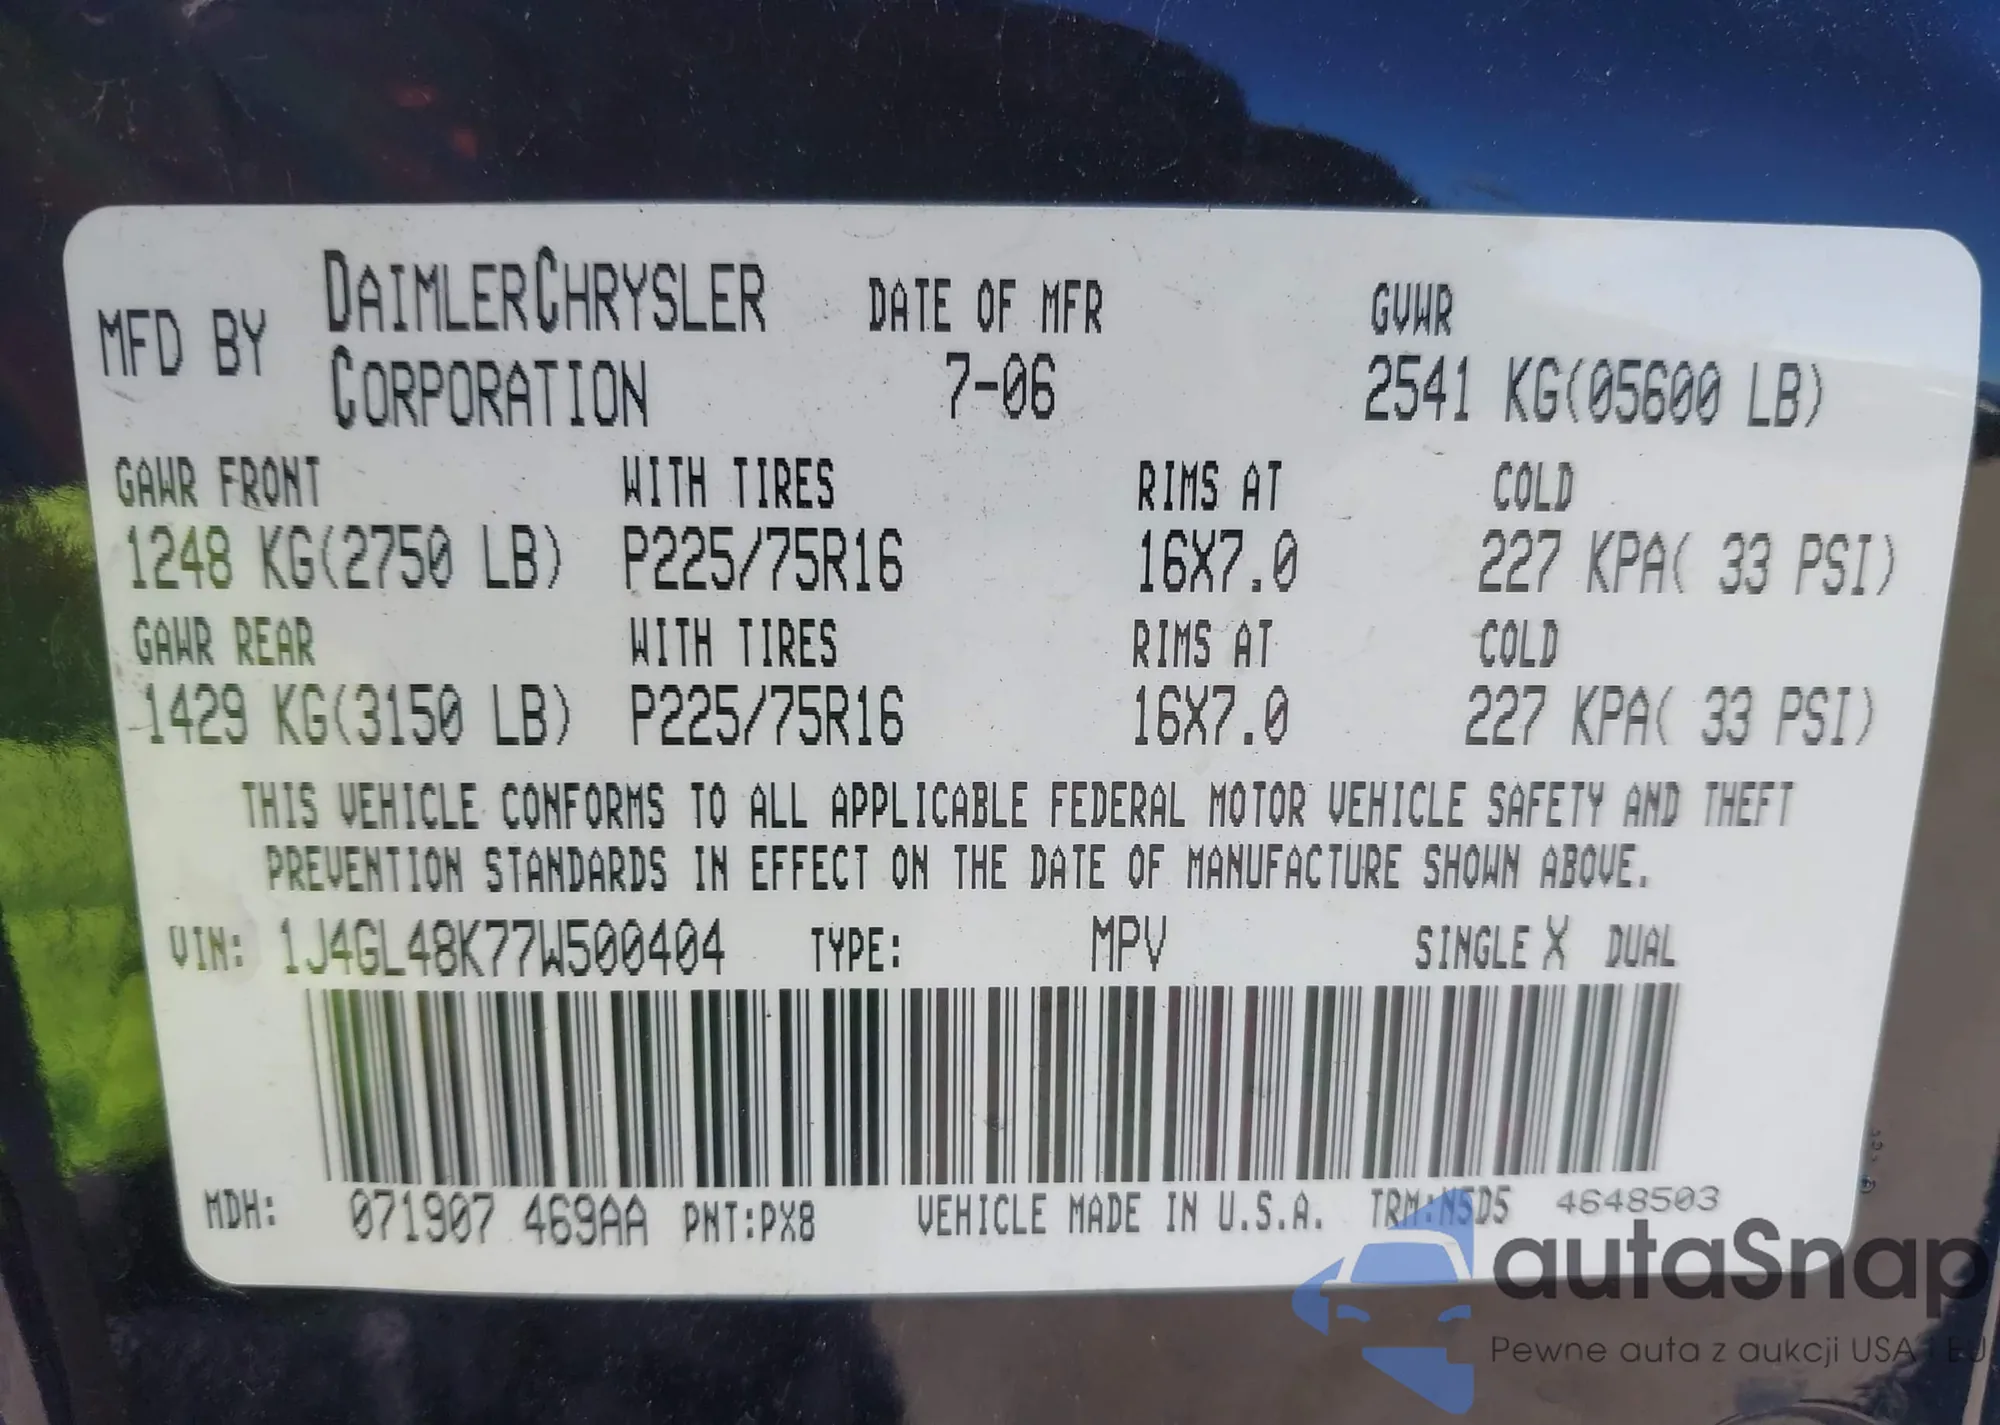 MFD BY DAIMLERCHRYSLER CORPORATION
DATE OF MFR
7-06
GVWR
2541 KG(05600 LB)
GAWR FRONT WITH TIRES RIMS AT COLD
1248 KG(2750 LB) P225/75R16 16X7.0 227 KPA( 33 PSI)
GAWR REAR WITH TIRES RIMS AT COLD
1429 KG(3150 LB) P225/75R16 16X7.0 227 KPA( 33 PSI)
THIS VEHICLE CONFORMS TO ALL APPLICABLE FEDERAL MOTOR VEHICLE SAFETY AND THEFT
PREVENTION STANDARDS IN EFFECT ON THE DATE OF MANUFACTURE SHOWN ABOVE.
VIN: 1J4GL48K77W500404 TYPE: MPV SINGLE X DUAL
MDH: 071907 469AA PNT:PX8 VEHICLE MADE IN U.S.A. TRM:N5D5 4648503
autaSnap
Pewne auta z aukcji USA i EU